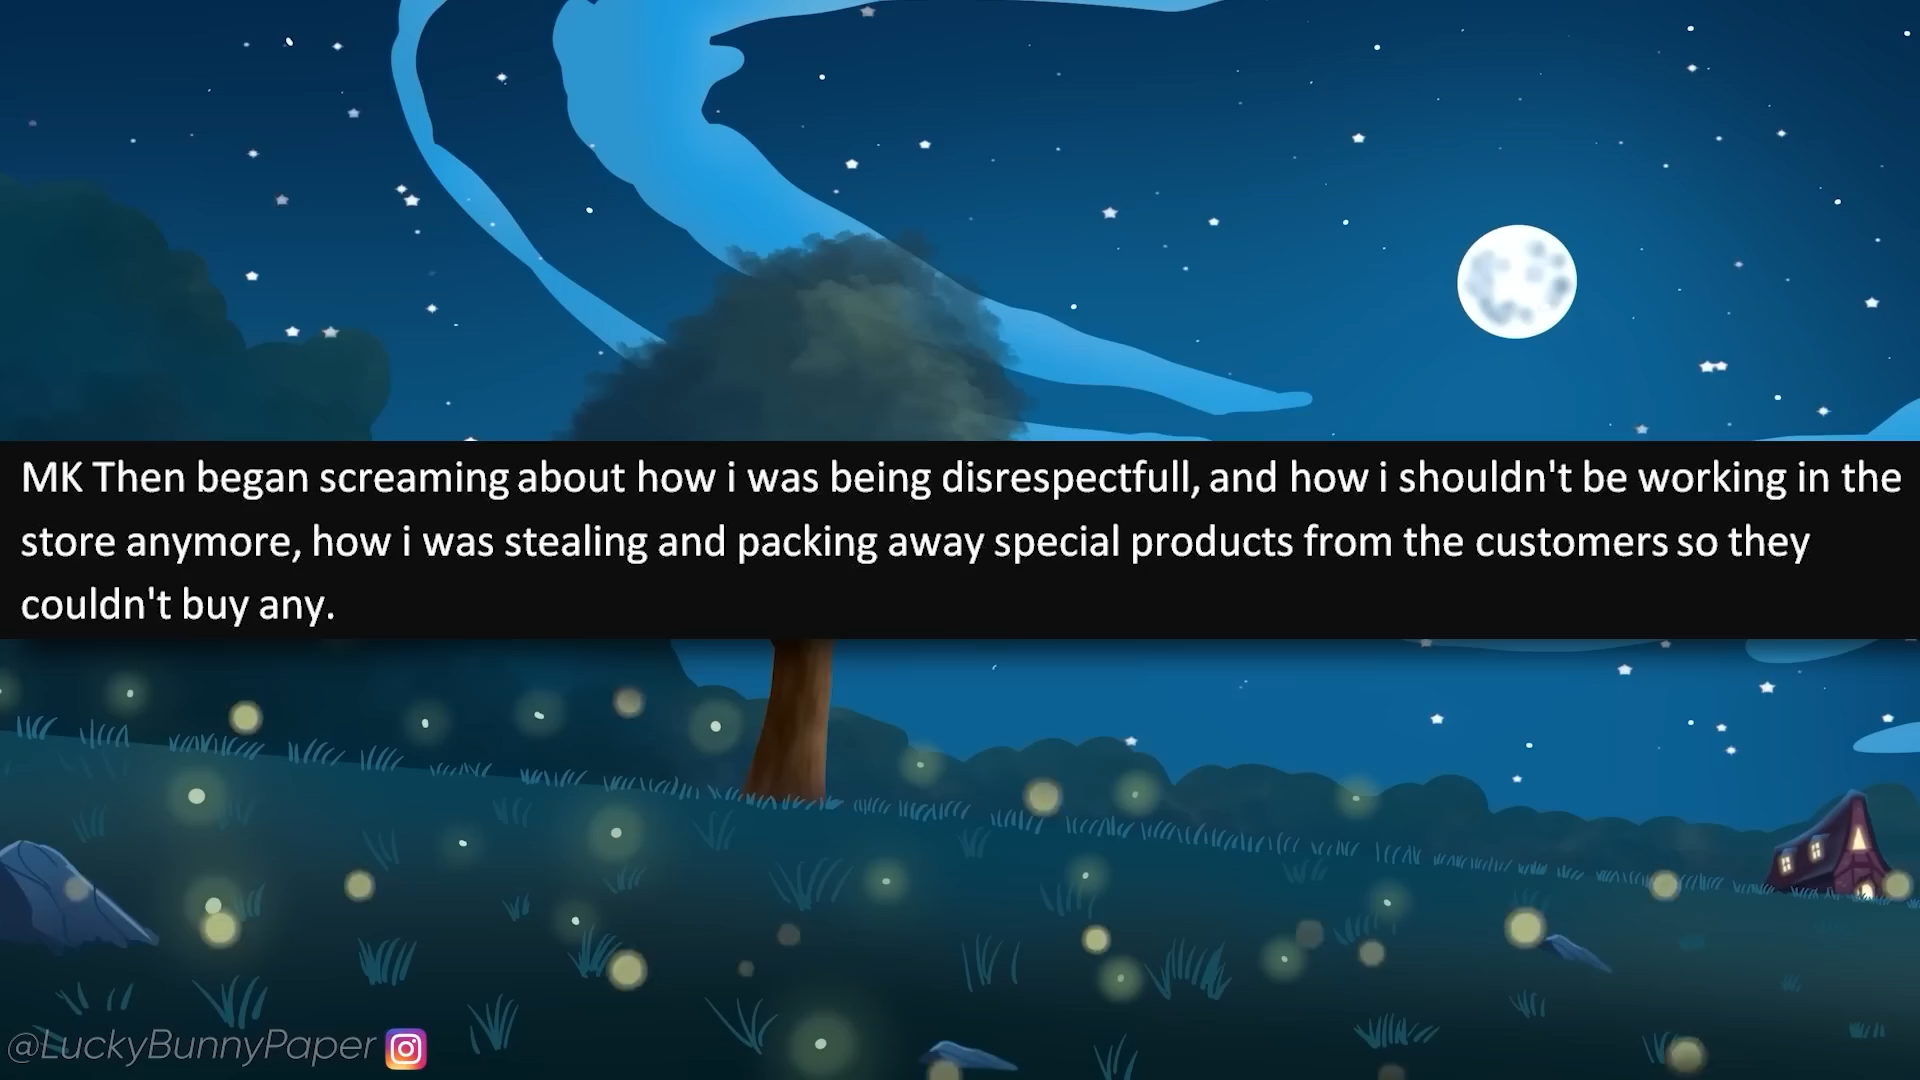 MK Then began screaming about how i was being disrespectfull, and how i shouldn't be working in the
store anymore, how i was stealing and packing away special products from the customers so they
couldn't buy any.
@LuckyBunnyPaper